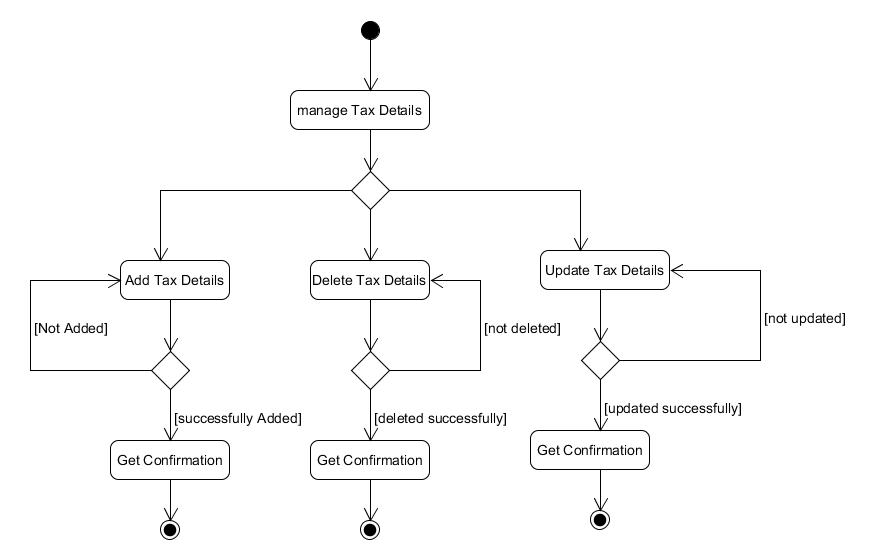 manage Tax Details
Add Tax Details
Delete Tax Details
Update Tax Details
[Not Added]
[not deleted]
[not updated]
[successfully Added]
[deleted successfully]
[updated successfully]
Get Confirmation
Get Confirmation
Get Confirmation